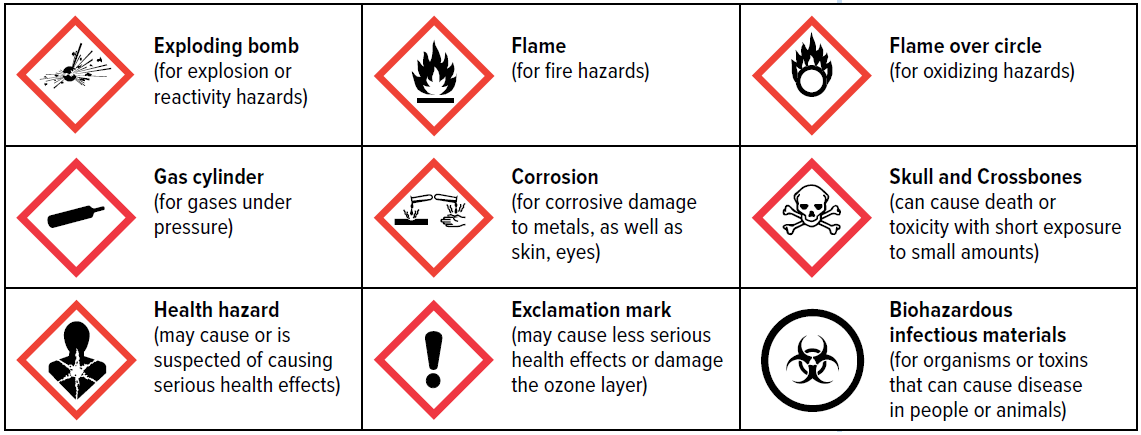 Exploding bomb
(for explosion or
reactivity hazards)
Flame
(for fire hazards)
Flame over circle
(for oxidizing hazards)
Gas cylinder
(for gases under
pressure)
Corrosion
(for corrosive damage
to metals, as well as
skin, eyes)
Skull and Crossbones
(can cause death or
toxicity with short exposure
to small amounts)
Health hazard
(may cause or is
suspected of causing
serious health effects)
Exclamation mark
(may cause less serious
health effects or damage
the ozone layer)
Biohazardous
infectious materials
(for organisms or toxins
that can cause disease
in people or animals)